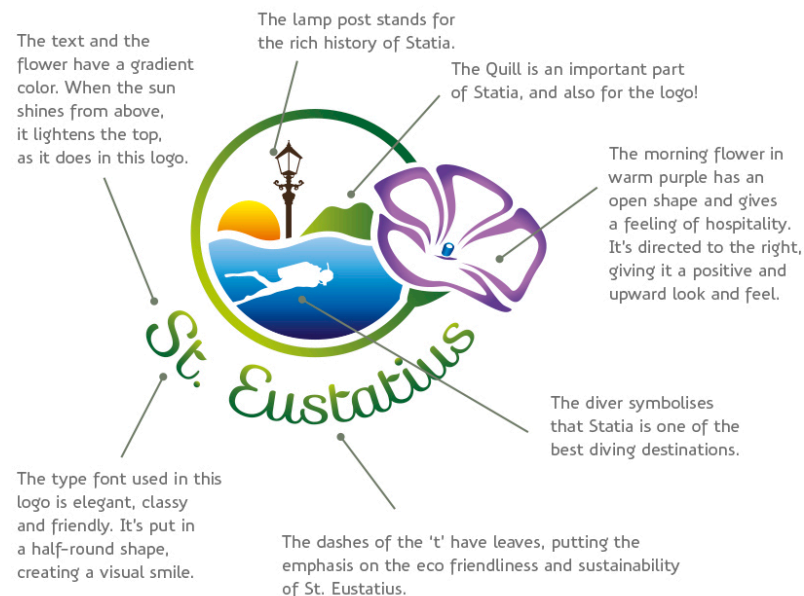 The lamp post stands for
the rich history of Statia.
The text and the
flower have a gradient
color. When the sun
shines from above,
it lightens the top,
as it does in this logo.
The Quill is an important part
of Statia, and also for the logo!
The morning flower in
warm purple has an
open shape and gives
a feeling of hospitality.
It's directed to the right,
giving it a positive and
upward look and feel.
St. Eustatius
The diver symbolises
that Statia is one of the
best diving destinations.
The type font used in this
logo is elegant, classy
and friendly. It's put in
a half-round shape,
creating a visual smile.
The dashes of the 't' have leaves, putting the
emphasis on the eco friendliness and sustainability
of St. Eustatius.